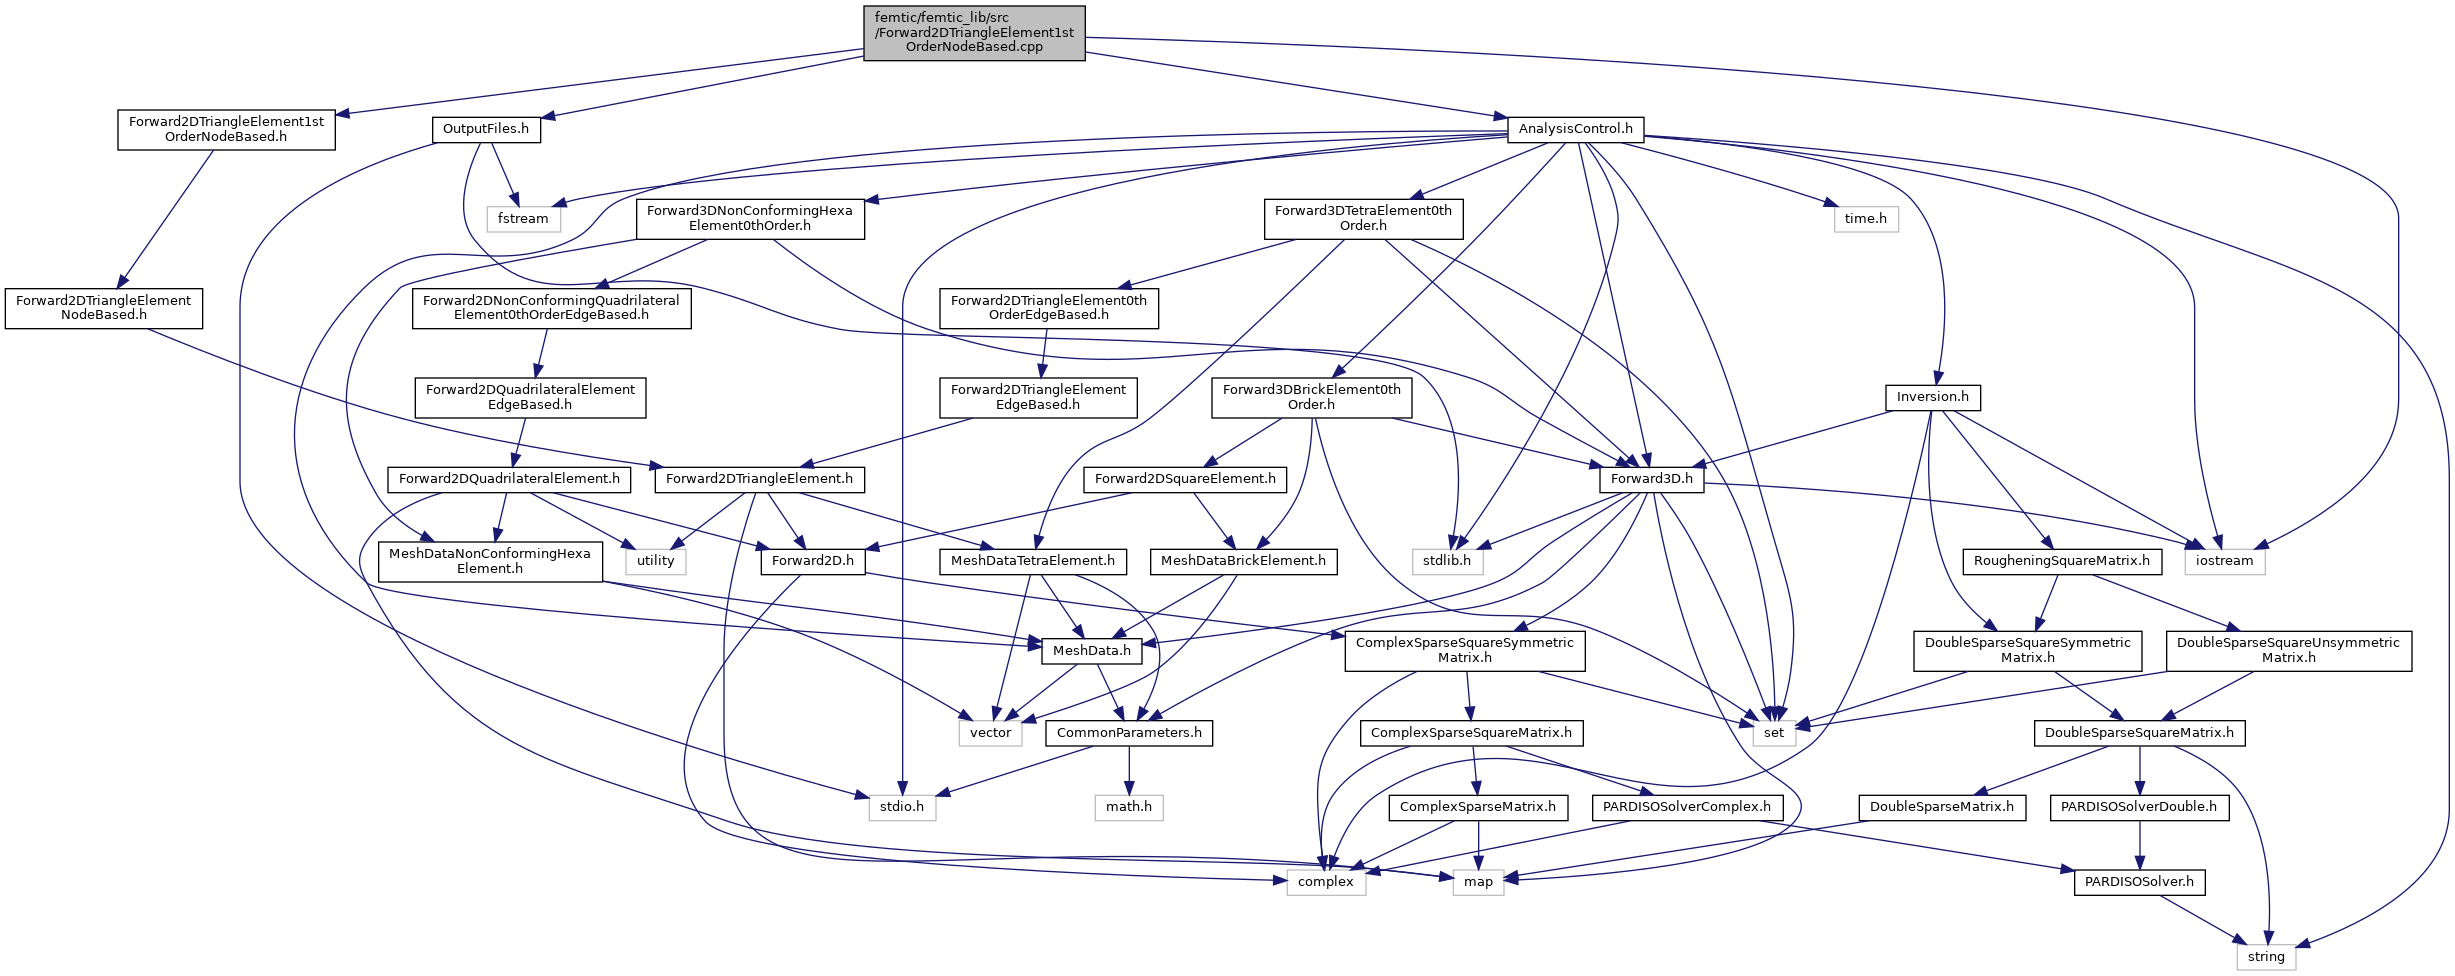 femtic/femtic_lib/src
/Forward2DTriangleElement1st
OrderNodeBased.cpp
Forward2DTriangleElement1st
OrderNodeBased.h
OutputFiles.h
AnalysisControl.h
fstream
Forward3DNonConformingHexa
Element0thOrder.h
Forward3DTetraElement0th
Order.h
time.h
Forward2DTriangleElement
NodeBased.h
Forward2DNonConformingQuadrilateral
Element0thOrderEdgeBased.h
Forward2DTriangleElement0th
OrderEdgeBased.h
Forward2DQuadrilateralElement
EdgeBased.h
Forward2DTriangleElement
EdgeBased.h
Forward3DBrickElement0th
Order.h
Inversion.h
Forward2DQuadrilateralElement.h
Forward2DTriangleElement.h
Forward2DSquareElement.h
Forward3D.h
MeshDataNonConformingHexa
Element.h
utility
Forward2D.h
MeshDataTetraElement.h
MeshDataBrickElement.h
stdlib.h
RougheningSquareMatrix.h
iostream
MeshData.h
ComplexSparseSquareSymmetric
Matrix.h
DoubleSparseSquareSymmetric
Matrix.h
DoubleSparseSquareUnsymmetric
Matrix.h
vector
CommonParameters.h
ComplexSparseSquareMatrix.h
set
DoubleSparseSquareMatrix.h
stdio.h
math.h
ComplexSparseMatrix.h
PARDISOSolverComplex.h
DoubleSparseMatrix.h
PARDISOSolverDouble.h
complex
map
PARDISOSolver.h
string